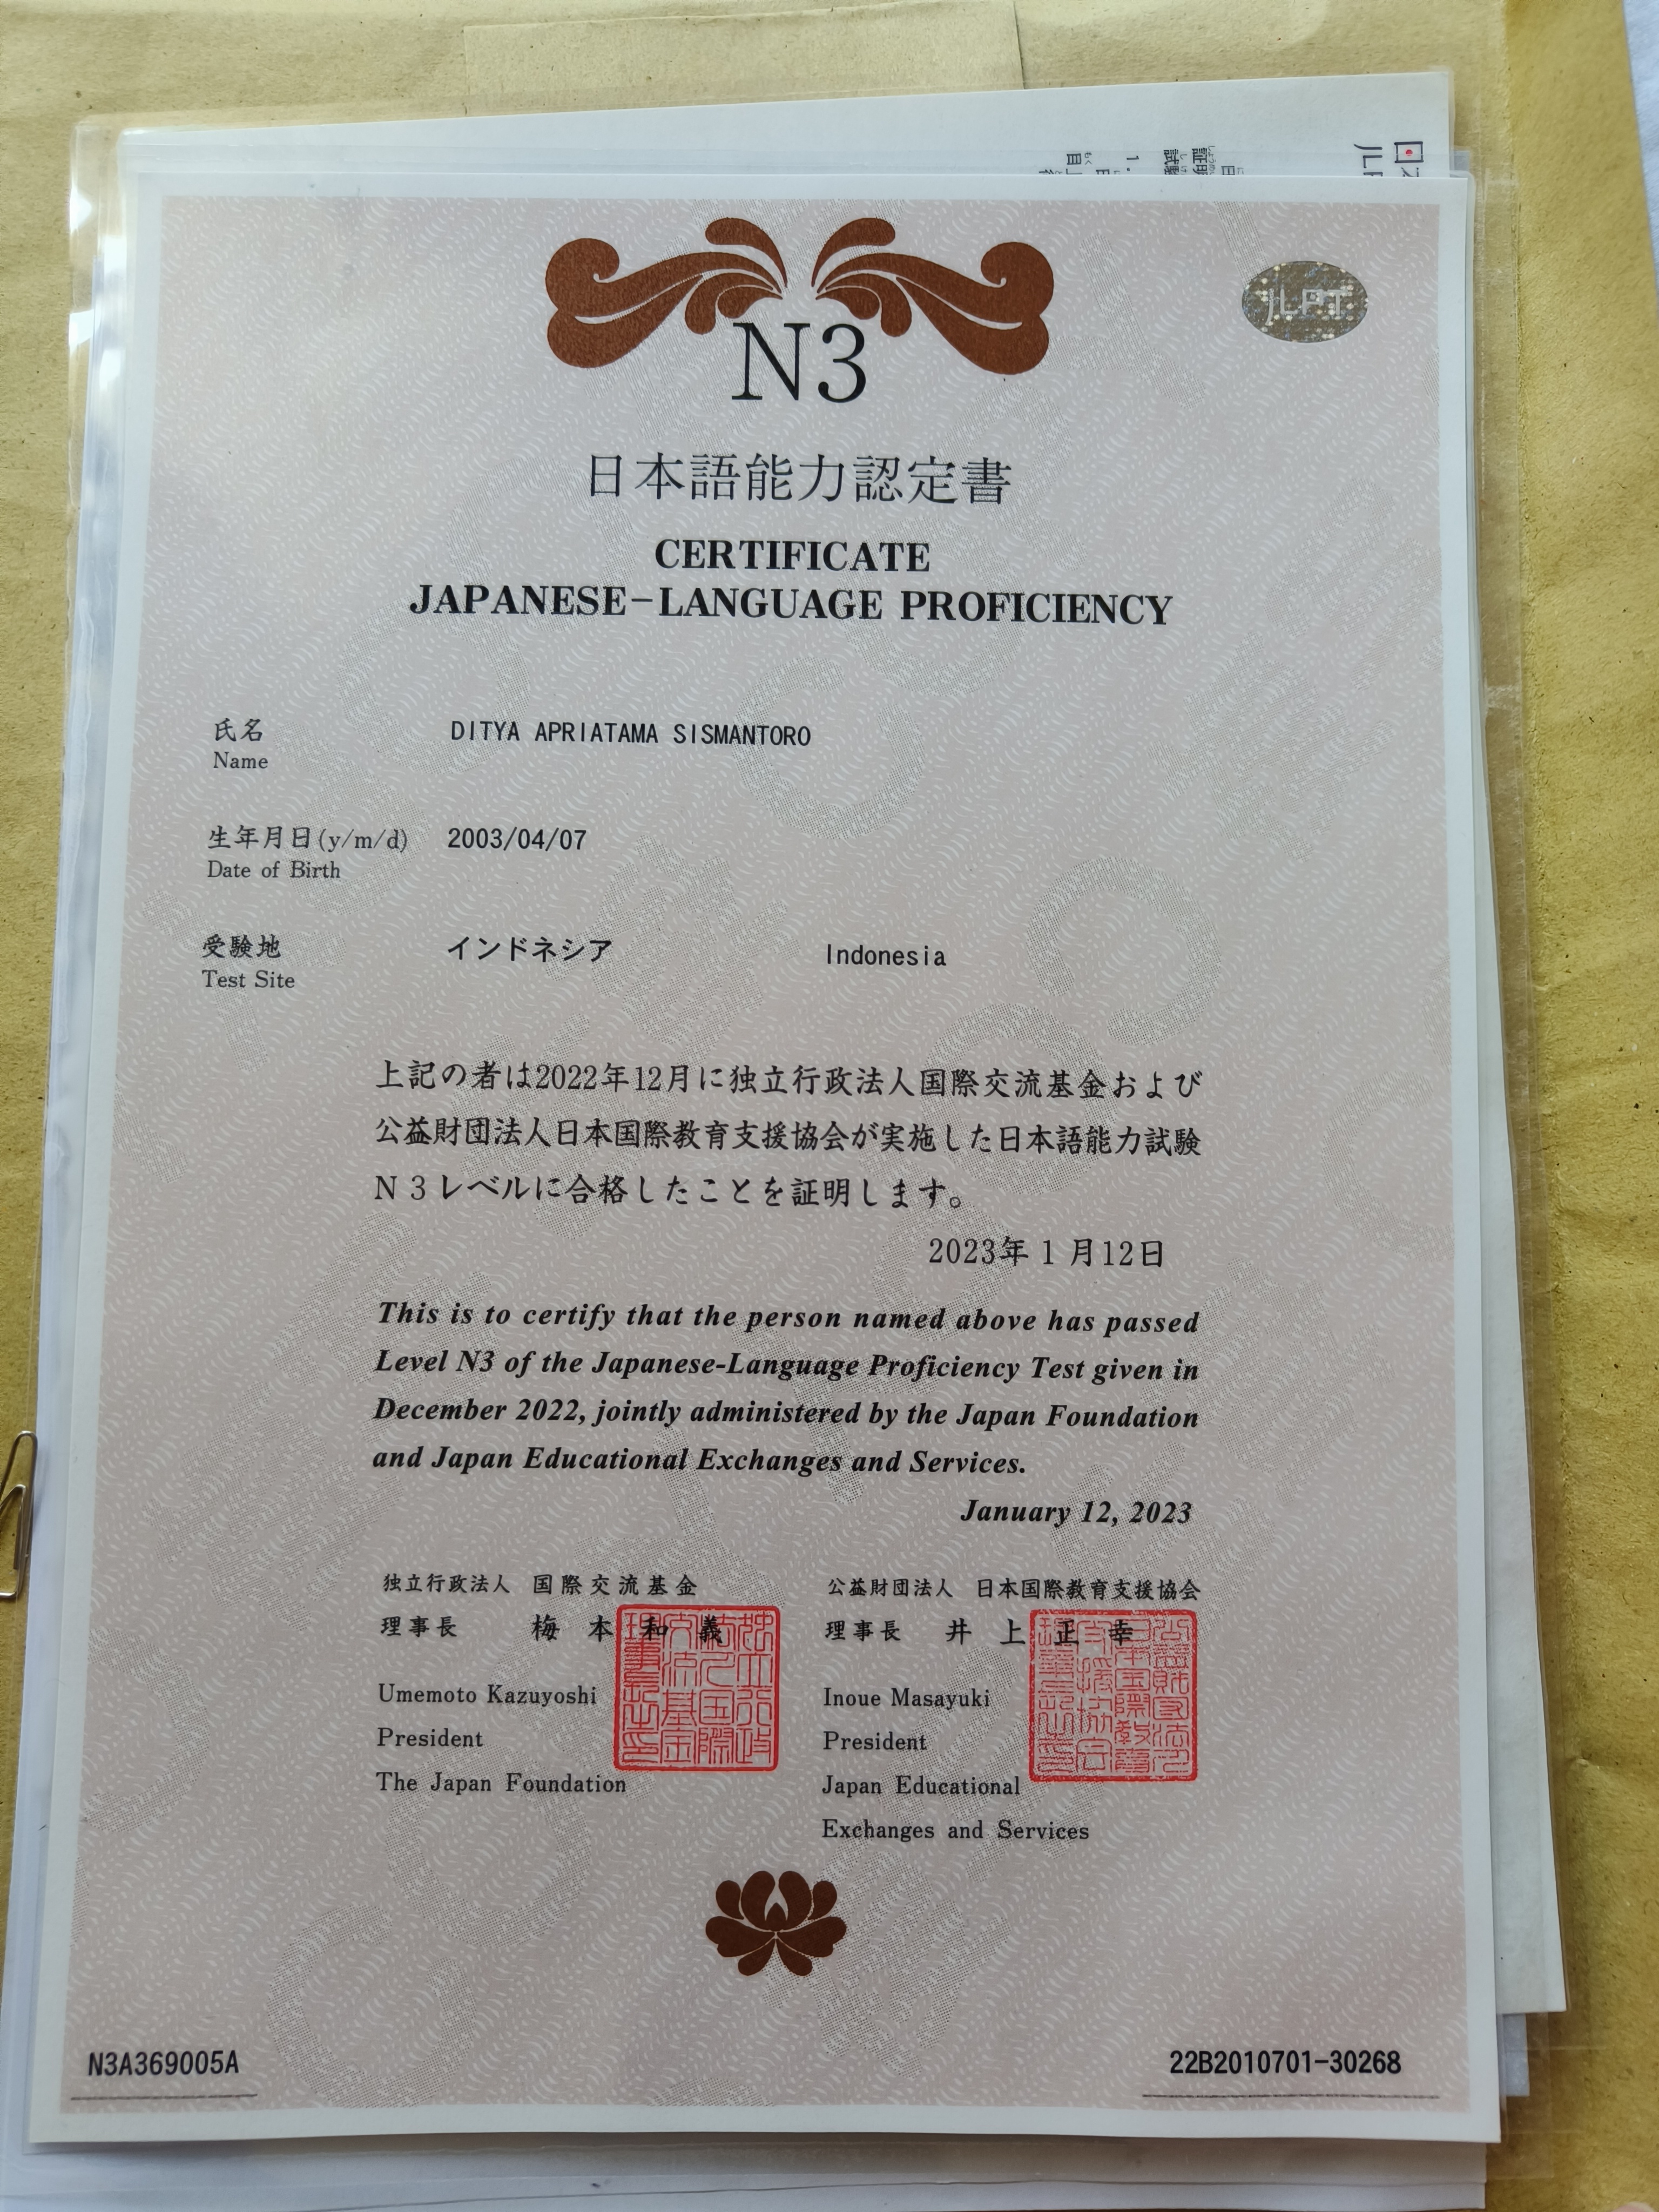 N3
JLPT
日本語能力認定書
CERTIFICATE
JAPANESE-LANGUAGE PROFICIENCY
氏名 DITYA APRIATAMA SISMANTORO
Name
生年月日(y/m/d) 2003/04/07
Date of Birth
受験地 インドネシア Indonesia
Test Site
上記の者は2022年12月に独立行政法人国際交流基金および
公益財団法人日本国際教育支援協会が実施した日本語能力試験
N3レベルに合格したことを証明します。
2023年1月12日
This is to certify that the person named above has passed
Level N3 of the Japanese-Language Proficiency Test given in
December 2022, jointly administered by the Japan Foundation
and Japan Educational Exchanges and Services.
January 12, 2023
独立行政法人 国際交流基金
理事長 梅本和義
Umemoto Kazuyoshi
President
The Japan Foundation
公益財団法人 日本国際教育支援協会
理事長 井上正幸
Inoue Masayuki
President
Japan Educational
Exchanges and Services
N3A369005A
22B2010701-30268